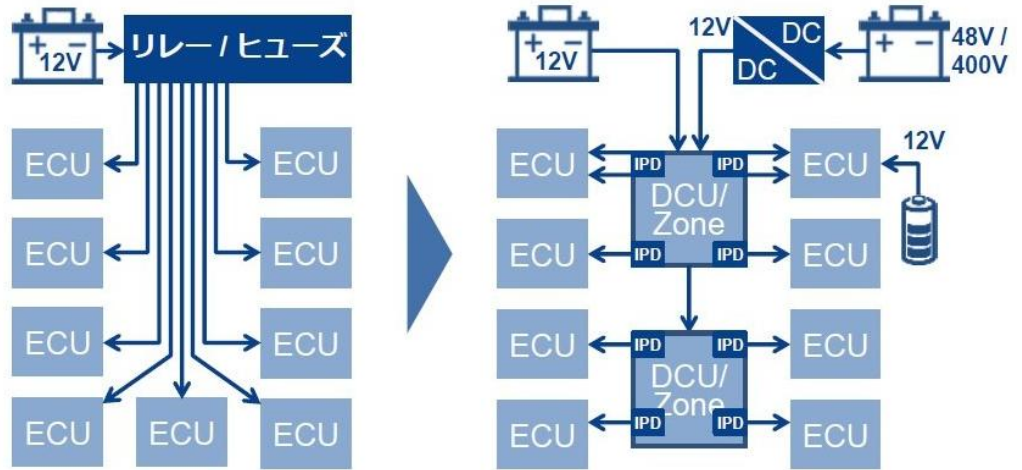 12V
リレー / ヒューズ
ECU
ECU
ECU
ECU
ECU
ECU
ECU
ECU
ECU
12V
12V
DC
DC
48V /
400V
ECU
IPD
IPD
DCU/
Zone
ECU
12V
ECU
IPD
IPD
ECU
ECU
IPD
IPD
DCU/
Zone
ECU
ECU
IPD
IPD
ECU